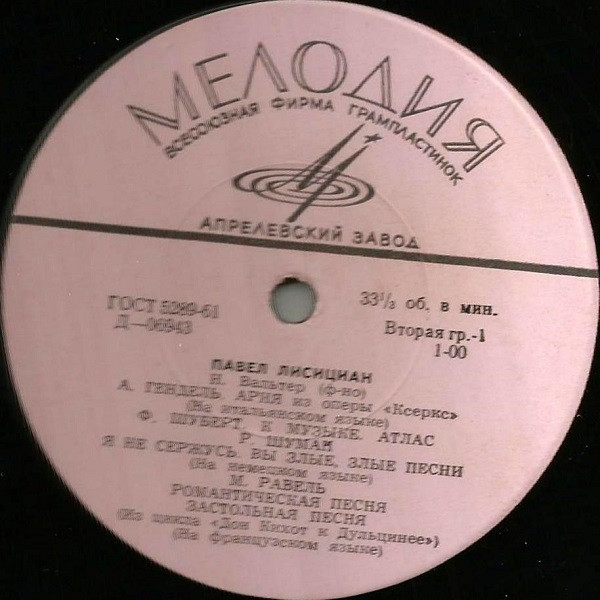 МЕЛОДИЯ
ВСЕСОЮЗНАЯ ФИРМА ГРАМПЛАСТИНОК
АПРЕЛЕВСКИЙ ЗАВОД
ГОСТ 5289-61
Д—06943
33⅓ об. в мин.
Вторая гр.-1
1-00
ПАВЕЛ ЛИСИЦИАН
Н. Вальтер (ф-но)
А. ГЕНДЕЛЬ. АРИЯ из оперы «Ксеркс»
(На итальянском языке)
Ф. ШУБЕРТ. К МУЗЫКЕ. АТЛАС
Р. ШУМАН
Я НЕ СЕРЖУСЬ. ВЫ ЗЛЫЕ, ЗЛЫЕ ПЕСНИ
(На немецком языке)
М. РАВЕЛЬ
РОМАНТИЧЕСКАЯ ПЕСНЯ
ЗАСТОЛЬНАЯ ПЕСНЯ
(Из цикла «Дон Кихот к Дульцинее»)
(На французском языке)